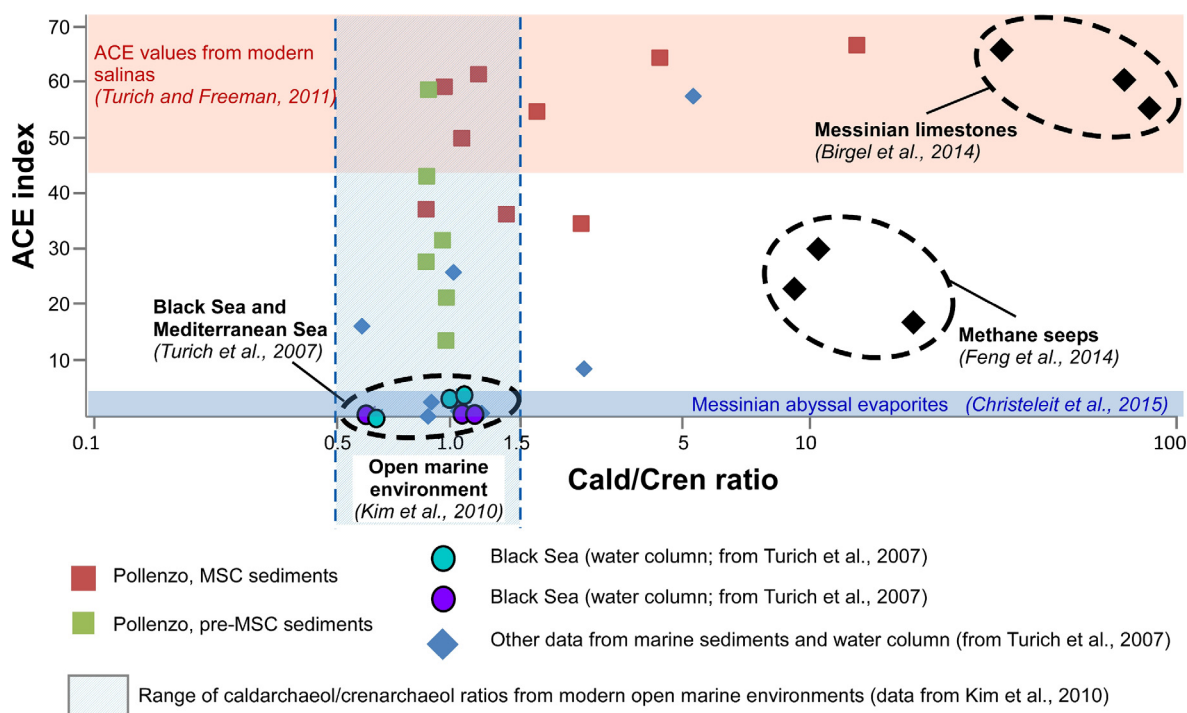 70
60
50
40
30
20
10
ACE index
ACE values from modern
salinas
(Turich and Freeman, 2011)
Messinian limestones
(Birgel et al., 2014)
Black Sea and
Mediterranean Sea
(Turich et al., 2007)
Methane seeps
(Feng et al., 2014)
Messinian abyssal evaporites (Christeleit et al., 2015)
0.1 0.5 1.0 1.5 5 10 100
Open marine
environment
(Kim et al., 2010)
Cald/Cren ratio
Pollenzo, MSC sediments
Pollenzo, pre-MSC sediments
Black Sea (water column; from Turich et al., 2007)
Black Sea (water column; from Turich et al., 2007)
Other data from marine sediments and water column (from Turich et al., 2007)
Range of caldarchaeol/crenarchaeol ratios from modern open marine environments (data from Kim et al., 2010)